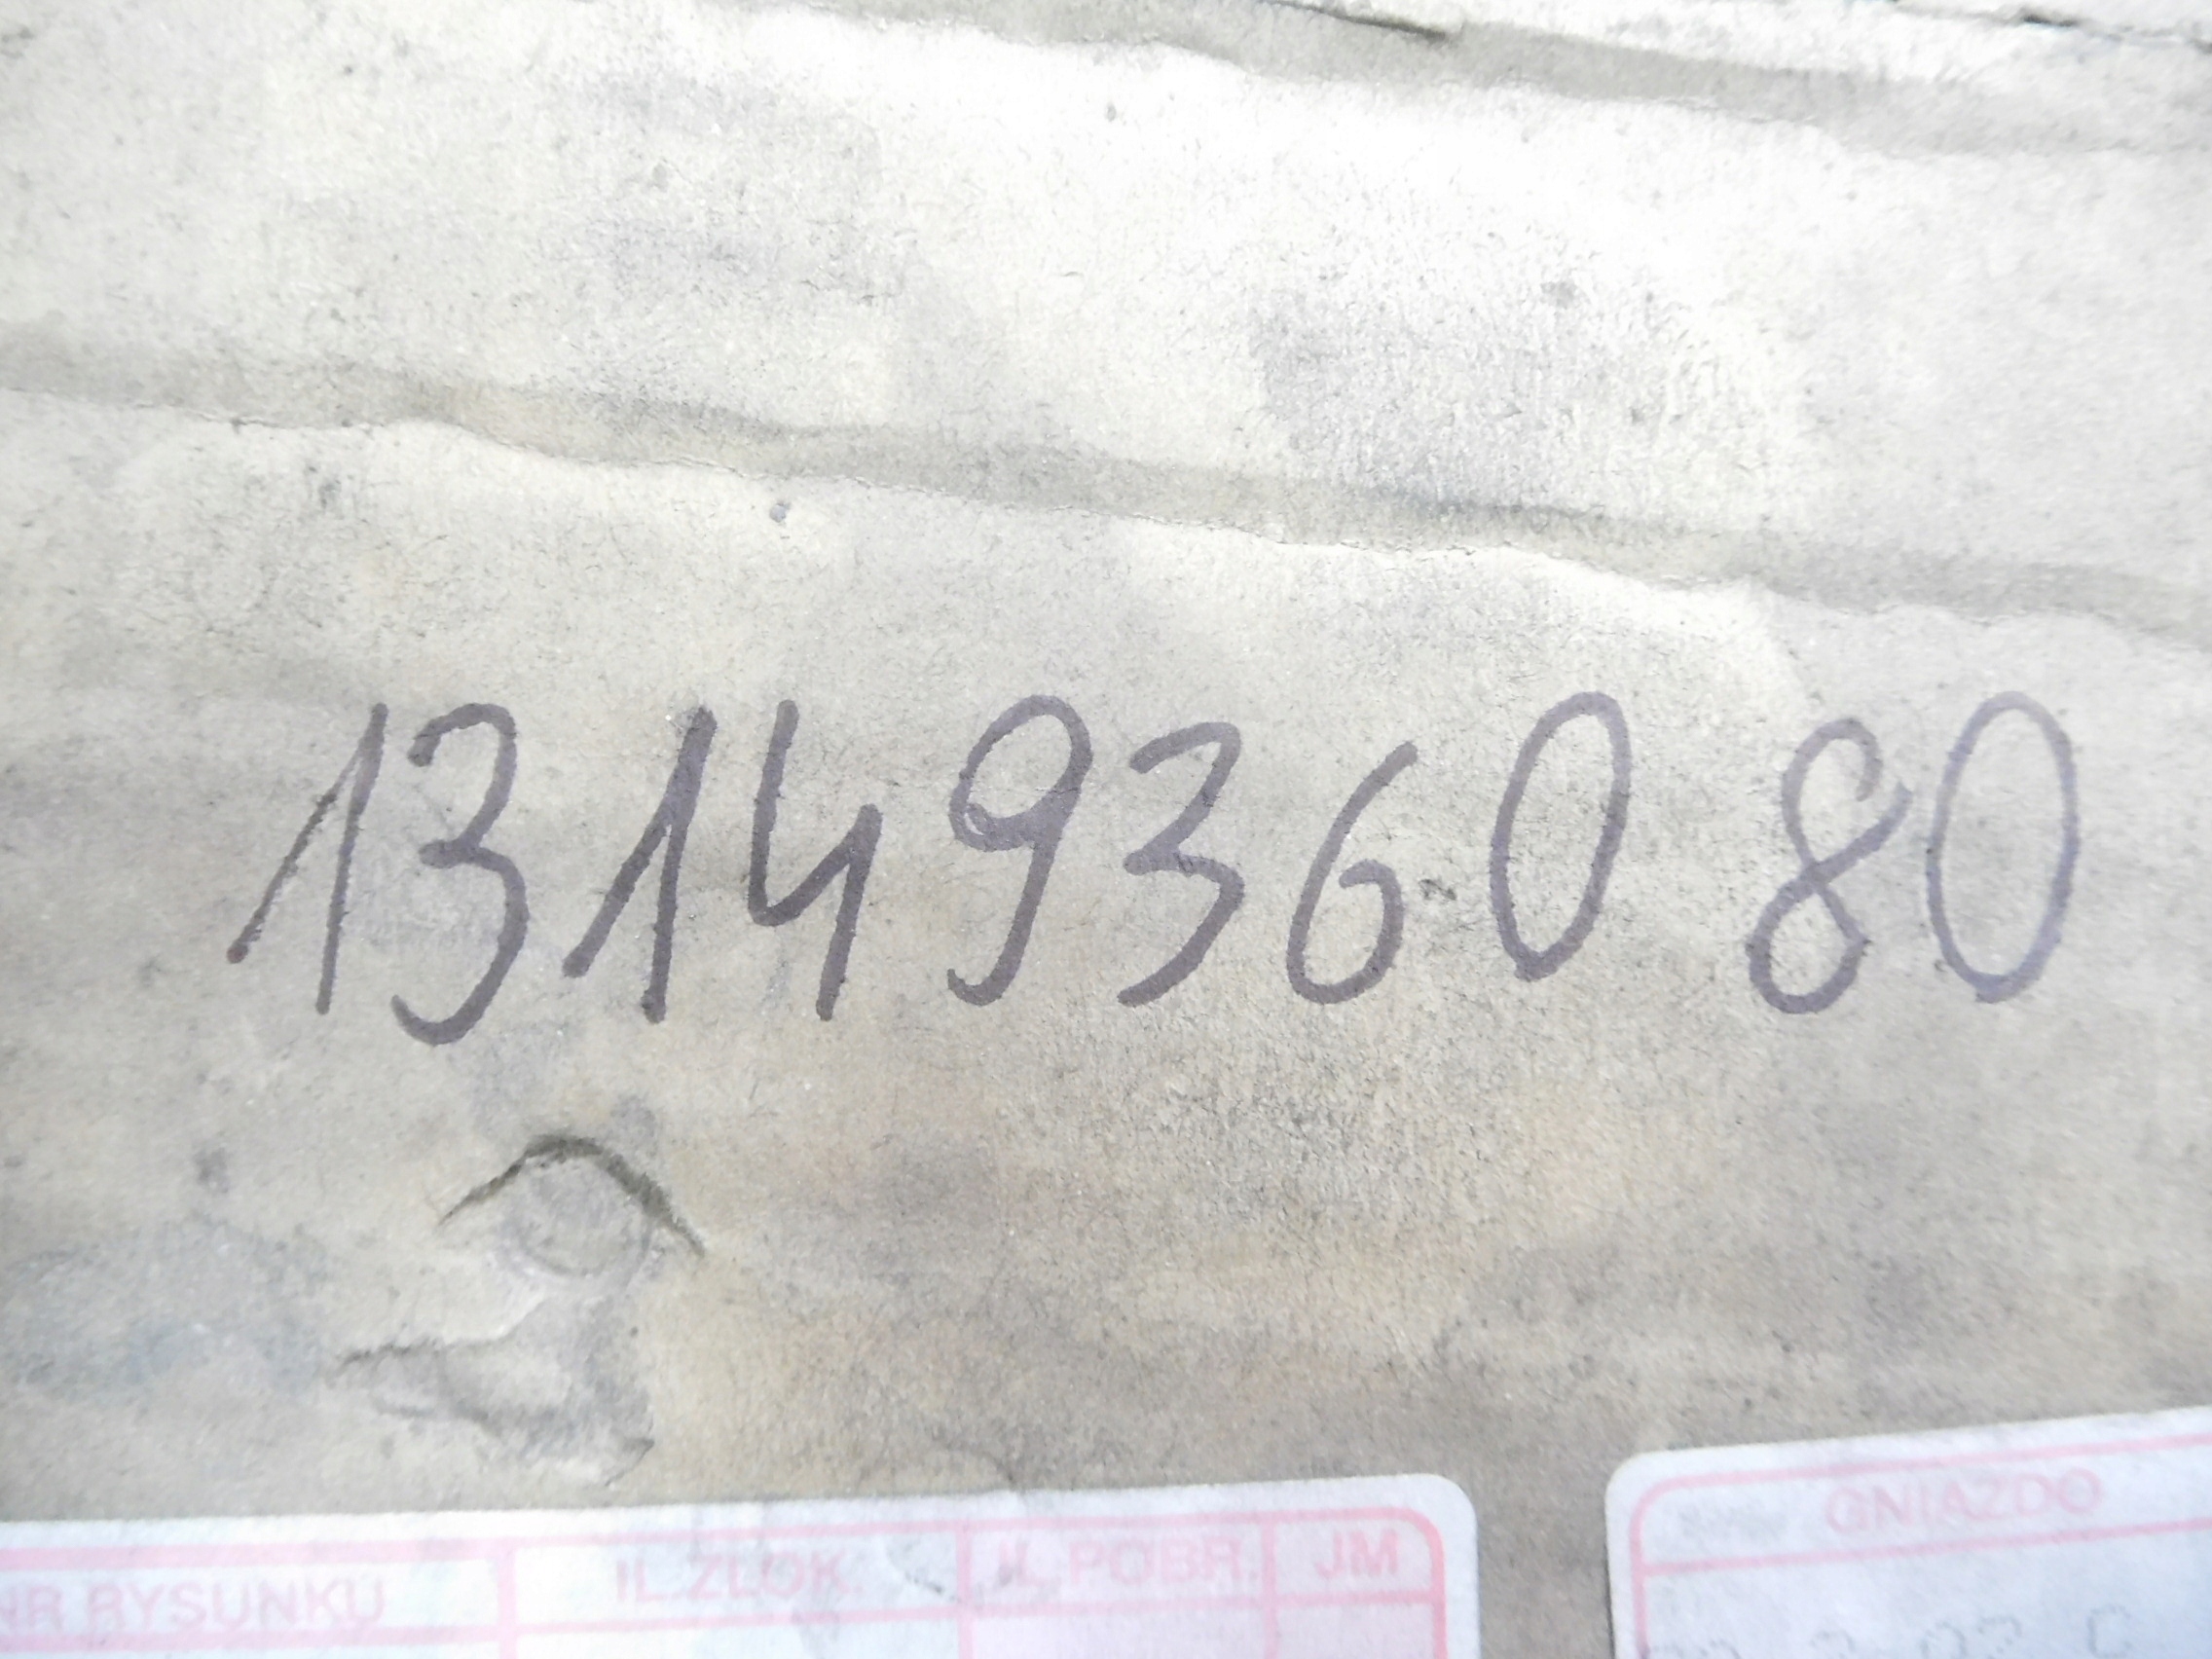 13149360 80
NR RYSUNKU IL.ZLOK. IL.POBR. JM
GNIAZDO